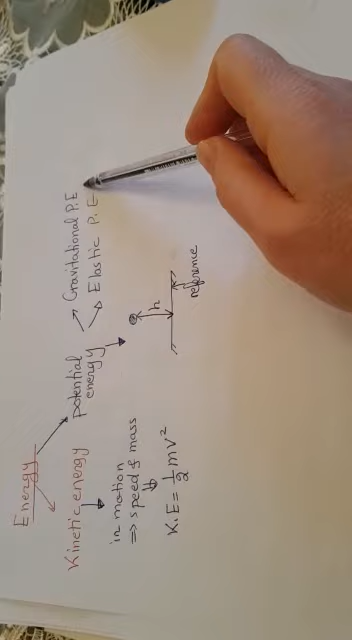 Energy
Kinetic energy
in motion
⇒ speed & mass
K.E = 1/2 mv²
potential
energy
Gravitational P.E
Elastic P.E
h
reference